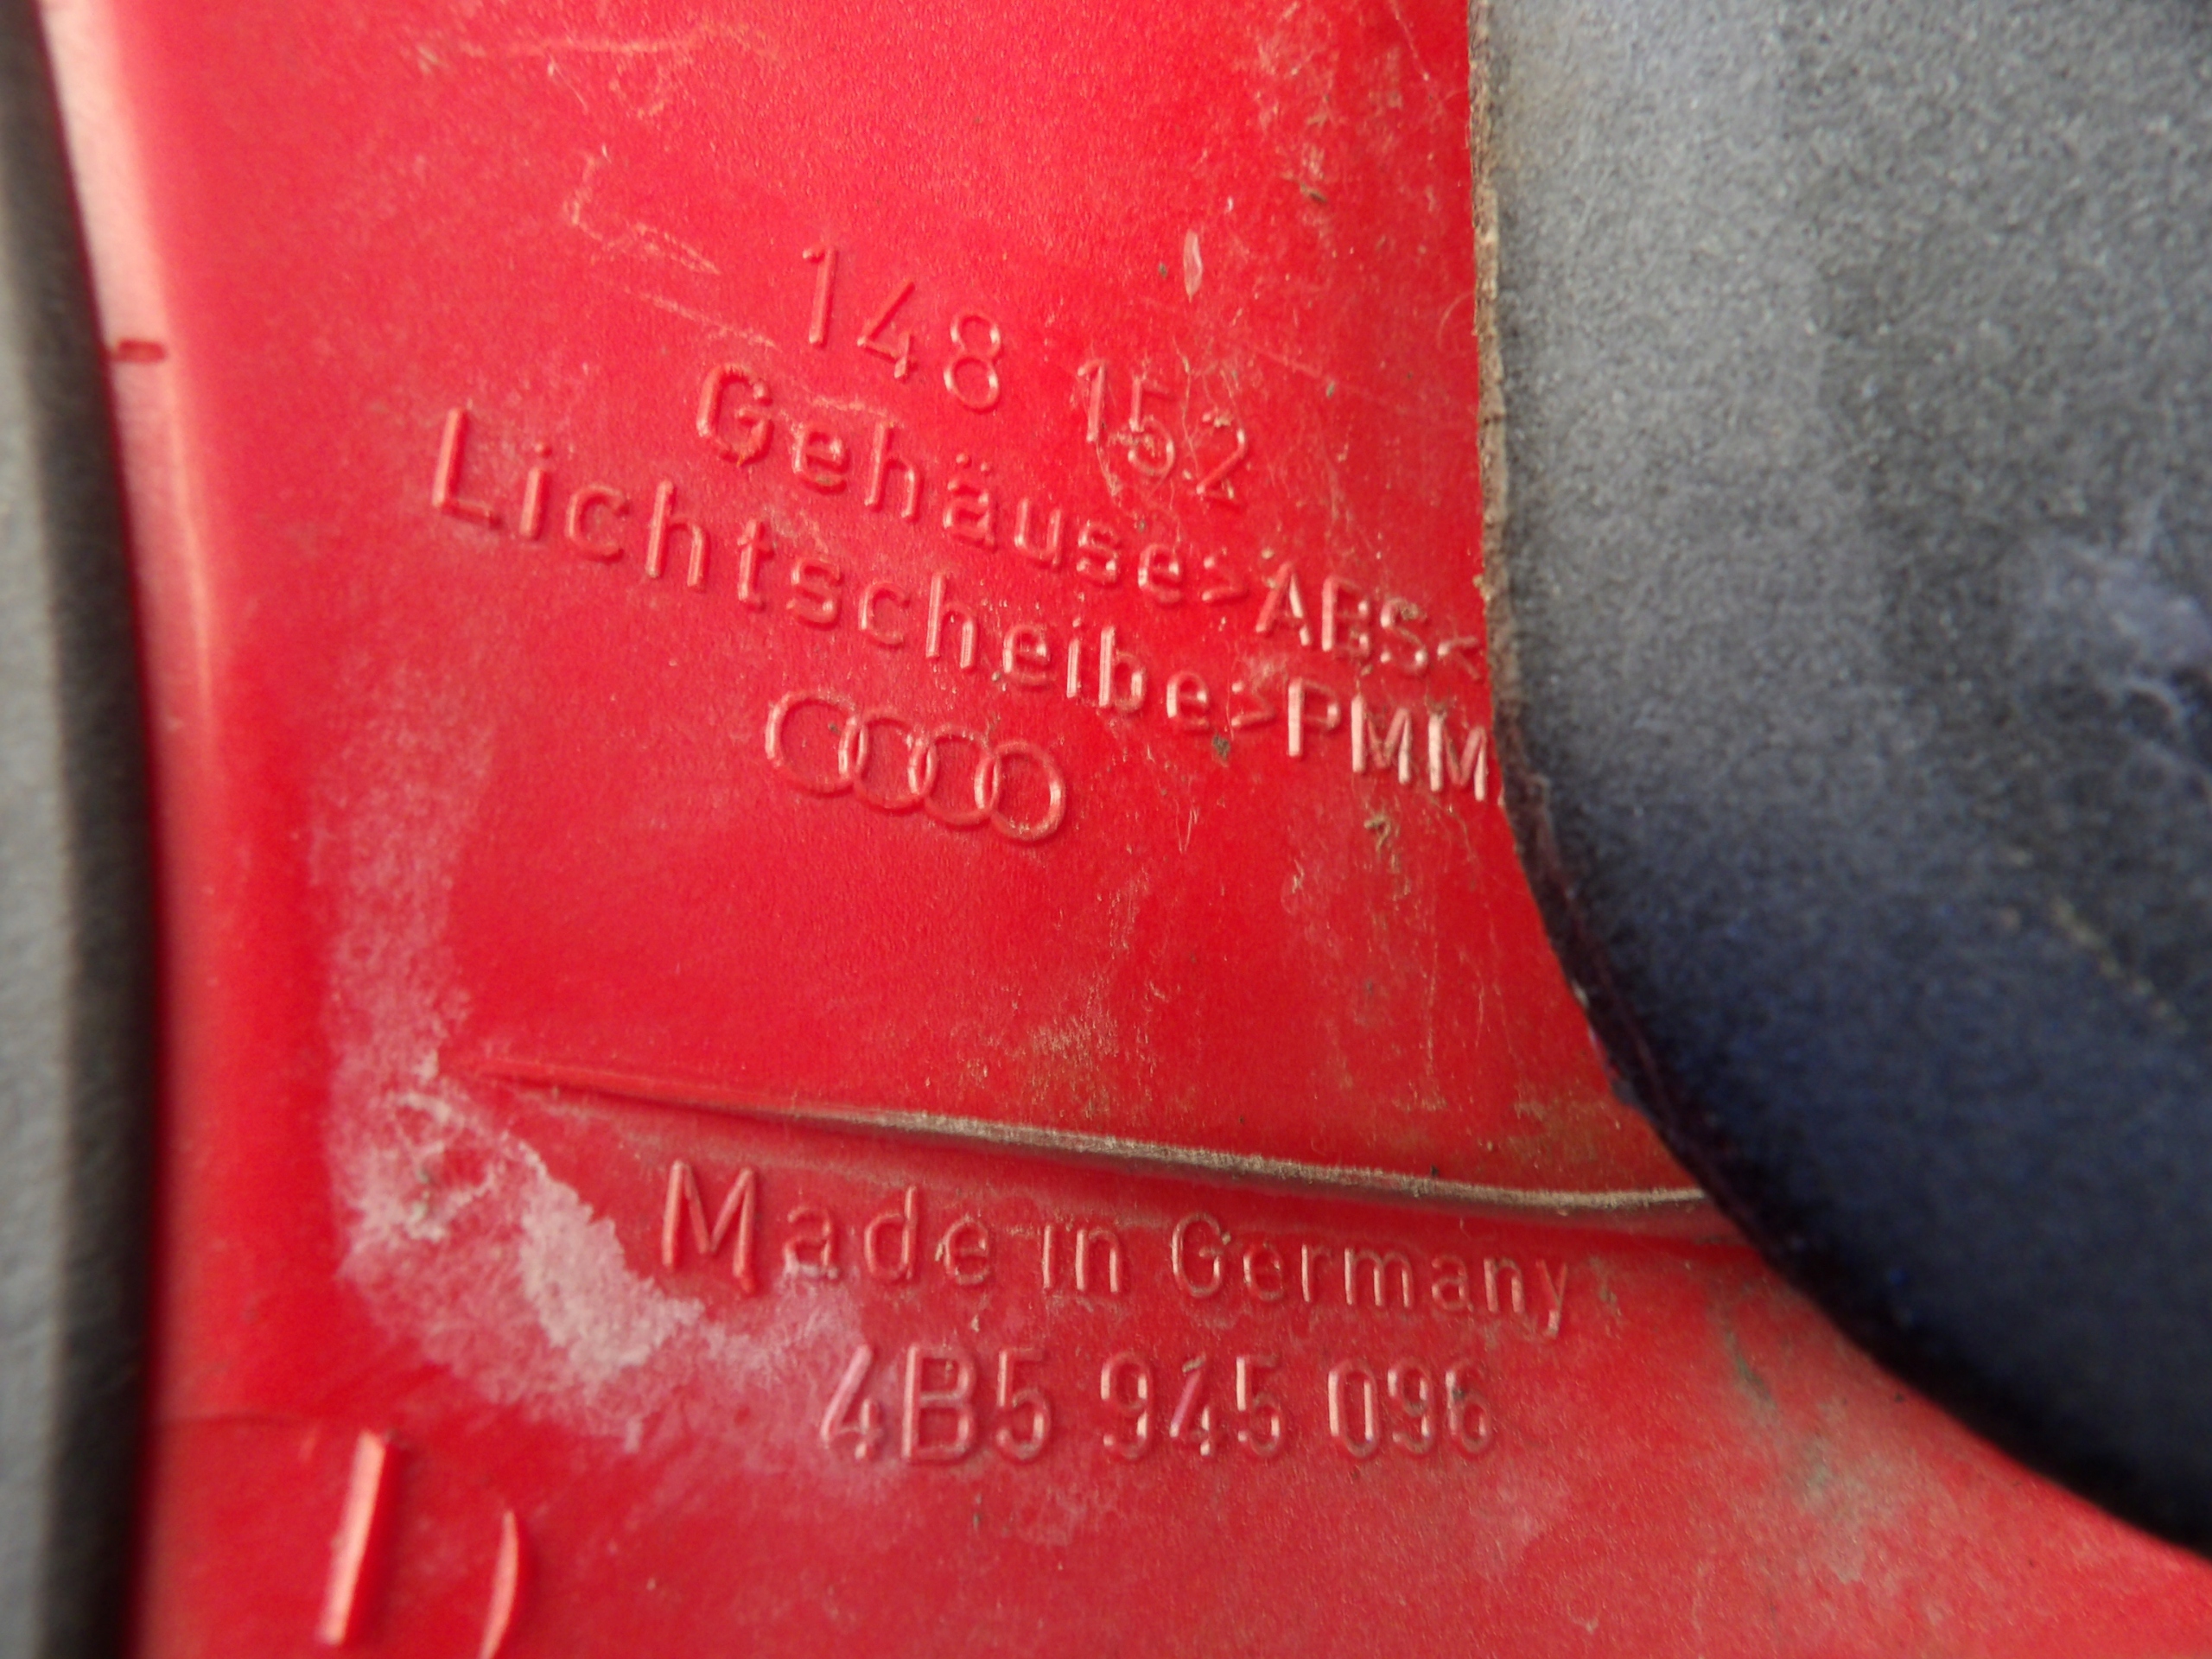 148 152
Gehäuse>ABS<
Lichtscheibe>PMM
Made in Germany
4B5 945 096
D